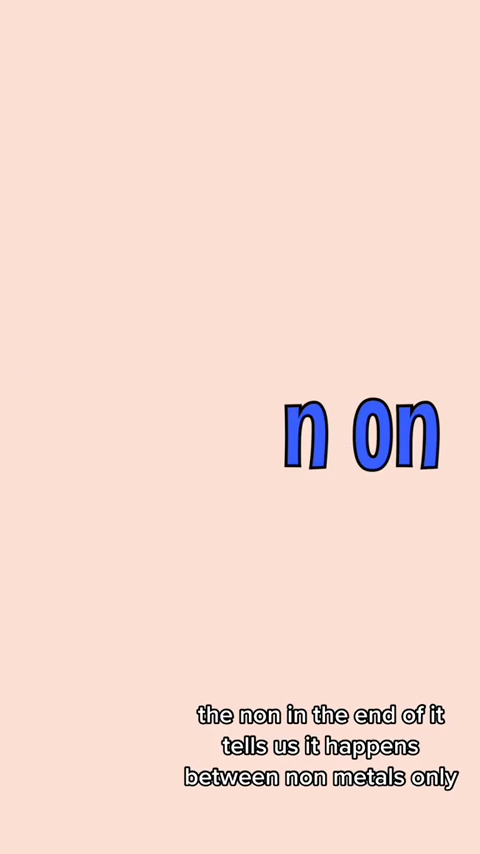 n on
the non in the end of it
tells us it happens
between non metals only